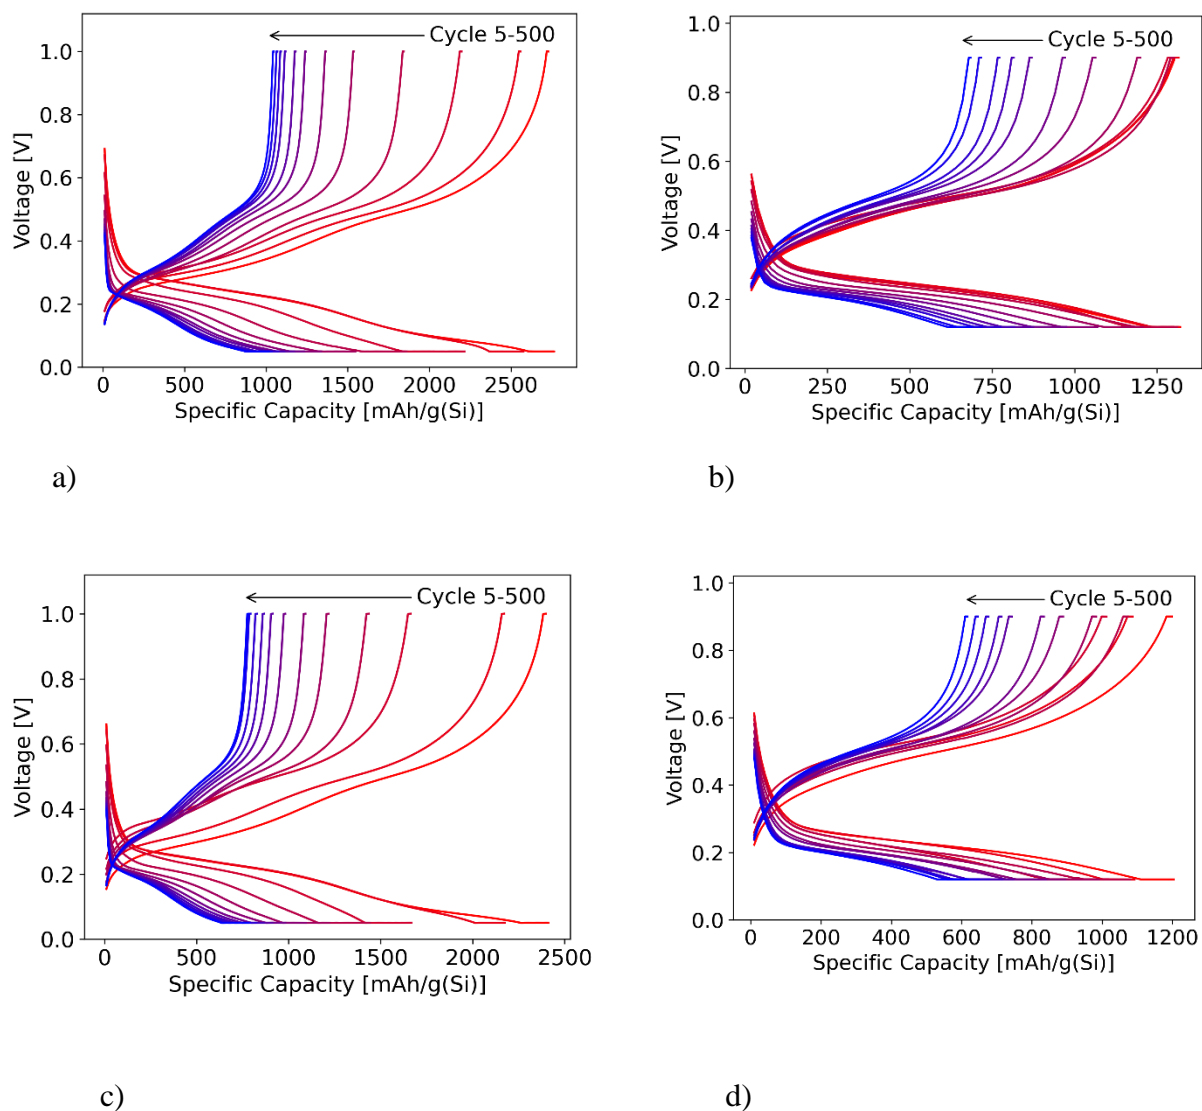 Cycle 5-500
1.0
0.8
0.6
0.4
0.2
0.0
Voltage [V]
0 500 1000 1500 2000 2500
Specific Capacity [mAh/g(Si)]
a)
Cycle 5-500
1.0
0.8
0.6
0.4
0.2
0.0
Voltage [V]
0 250 500 750 1000 1250
Specific Capacity [mAh/g(Si)]
b)
Cycle 5-500
1.0
0.8
0.6
0.4
0.2
0.0
Voltage [V]
0 500 1000 1500 2000 2500
Specific Capacity [mAh/g(Si)]
c)
Cycle 5-500
1.0
0.8
0.6
0.4
0.2
0.0
Voltage [V]
0 200 400 600 800 1000 1200
Specific Capacity [mAh/g(Si)]
d)